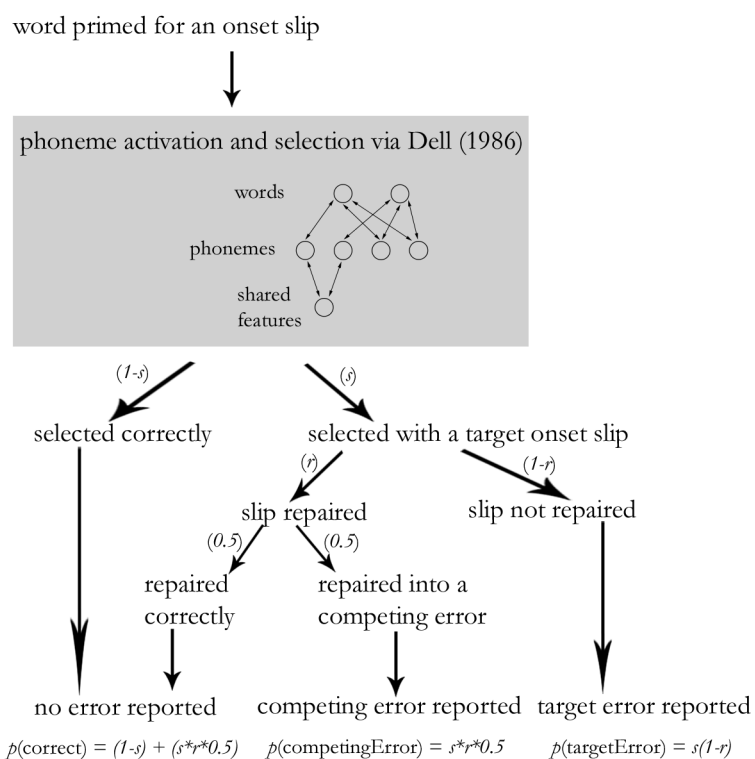 word primed for an onset slip
phoneme activation and selection via Dell (1986)
words
phonemes
shared
features
(1-s)
(s)
selected correctly
selected with a target onset slip
(r)
(1-r)
slip repaired
slip not repaired
(0.5)
(0.5)
repaired
correctly
repaired into a
competing error
no error reported
competing error reported
target error reported
p(correct) = (1-s) + (s*r*0.5)
p(competingError) = s*r*0.5
p(targetError) = s(1-r)